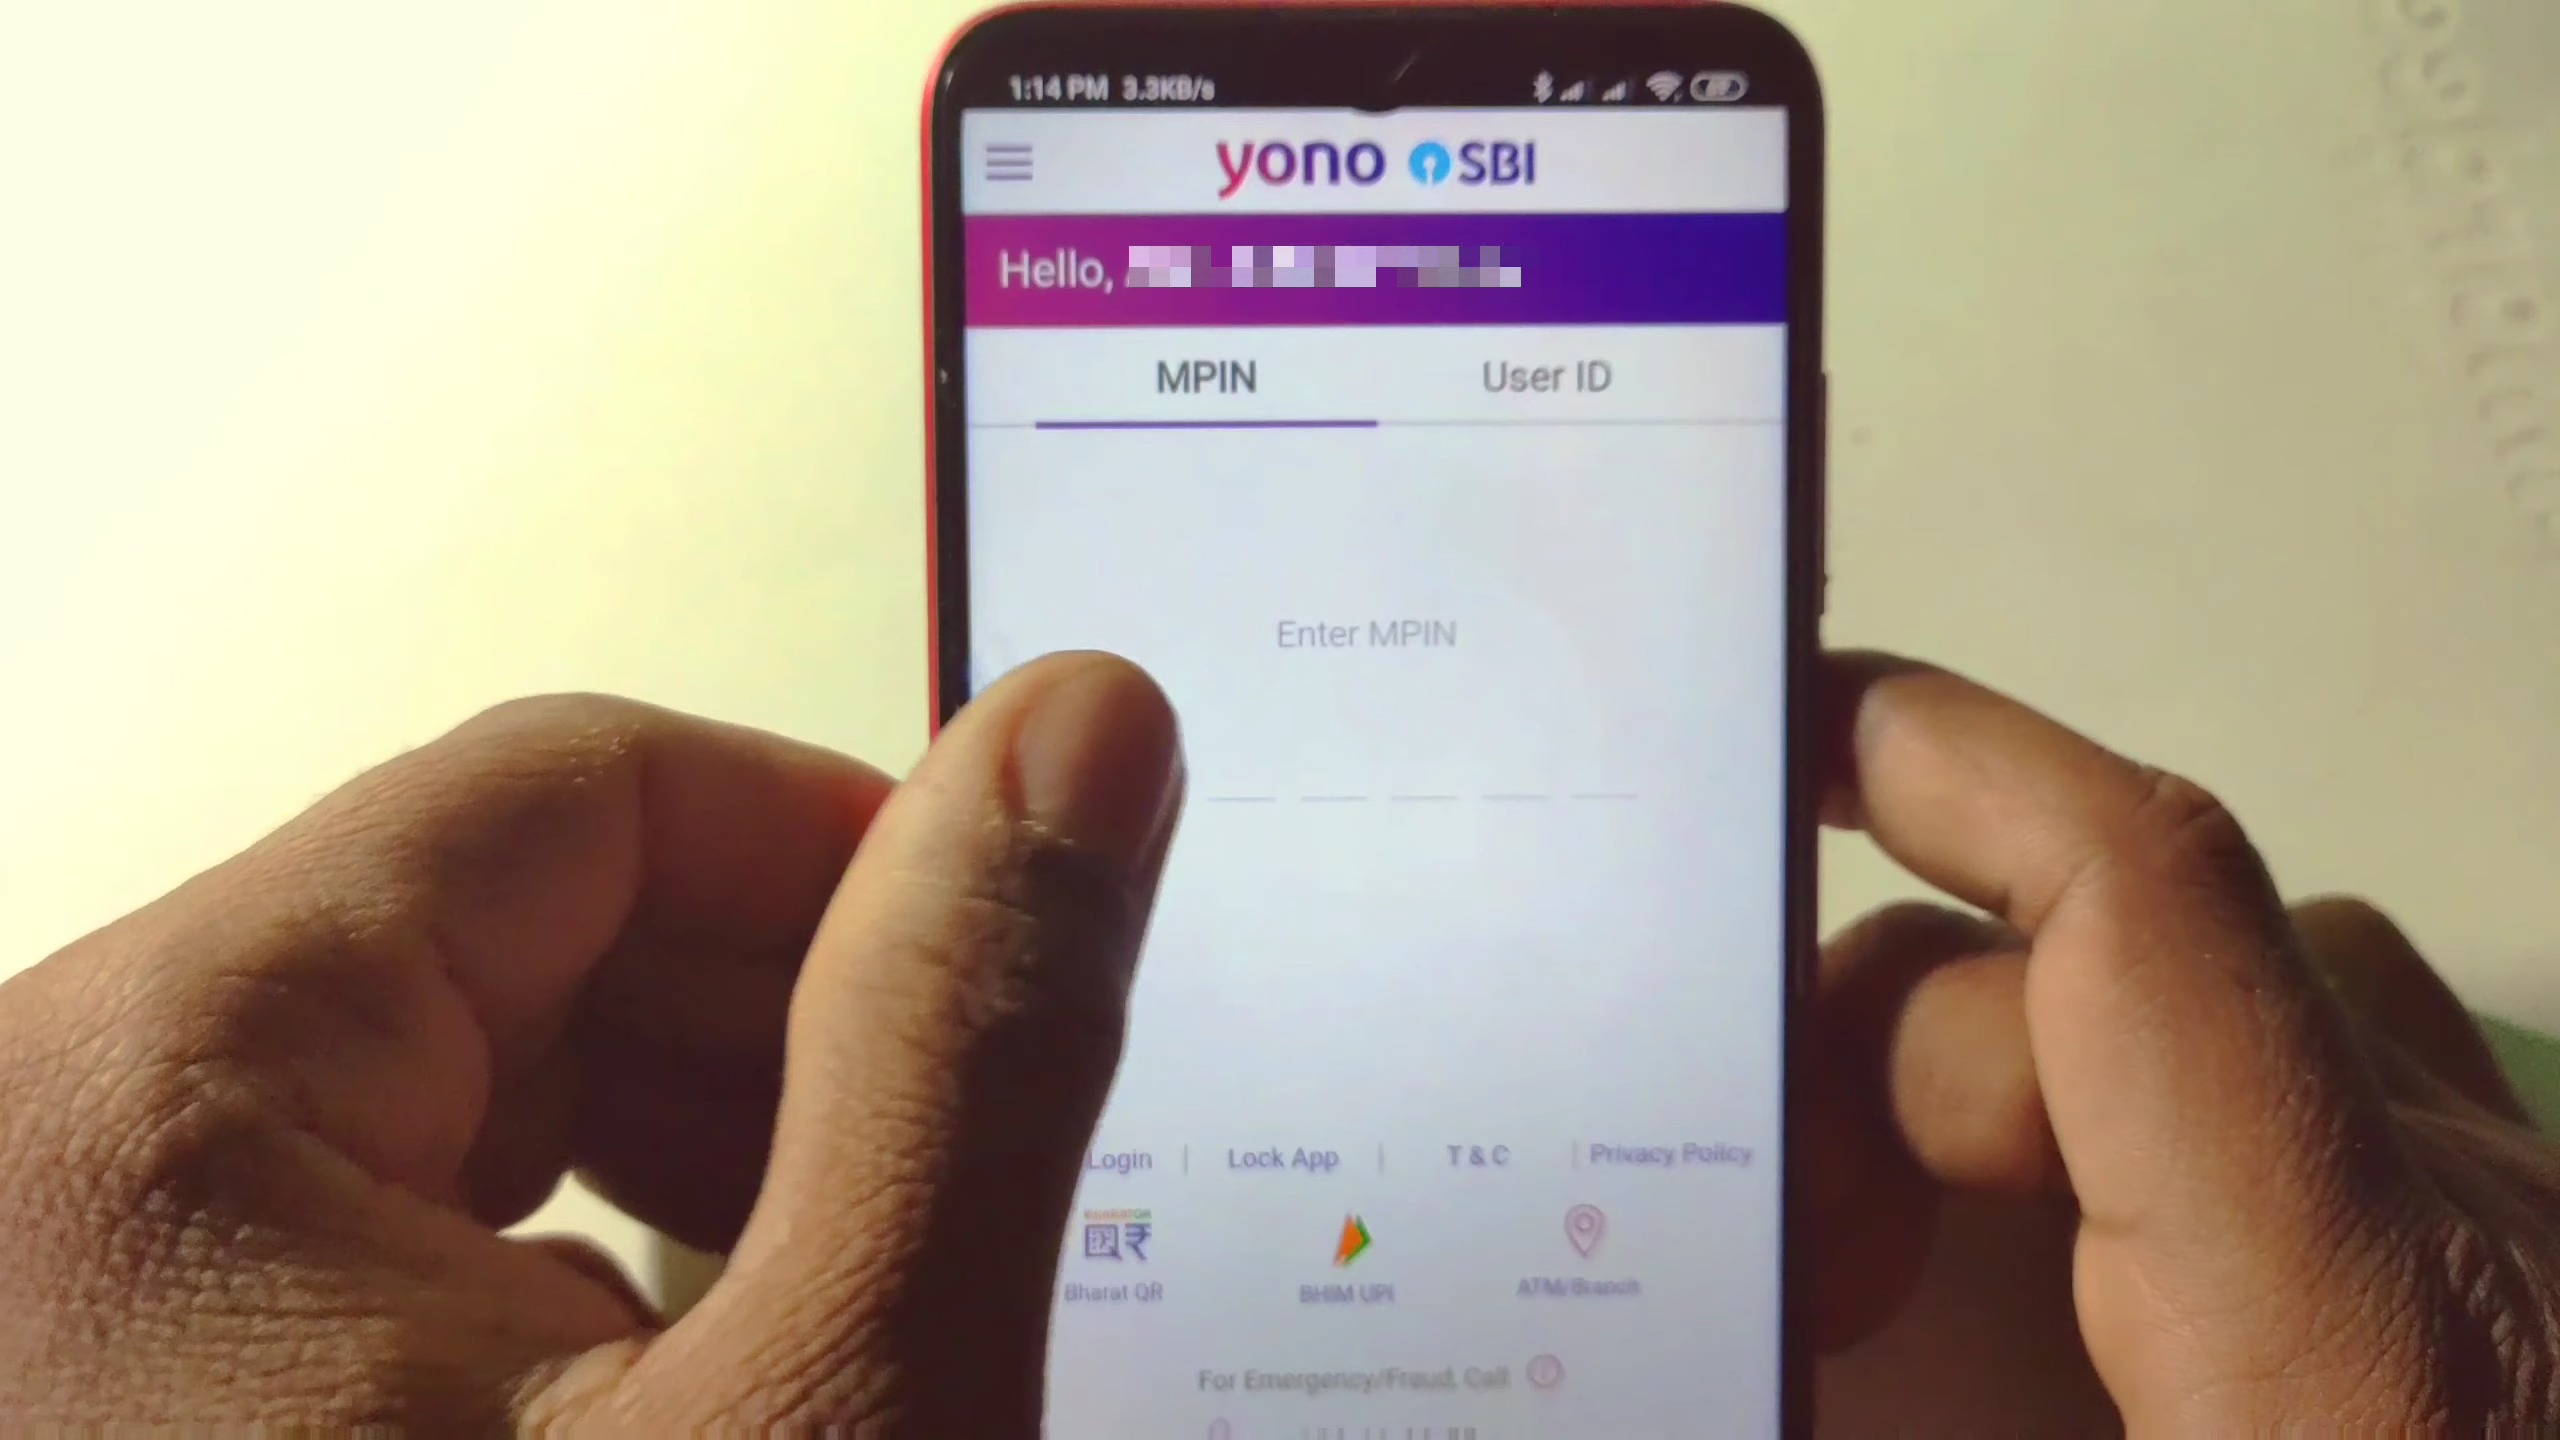 1:14 PM 3.3KB/s
yono SBI
Hello,
MPIN User ID
Enter MPIN
Login | Lock App | T & C | Privacy Policy
Bharat QR BHIM UPI ATM/Branch
For Emergency/Fraud, Call